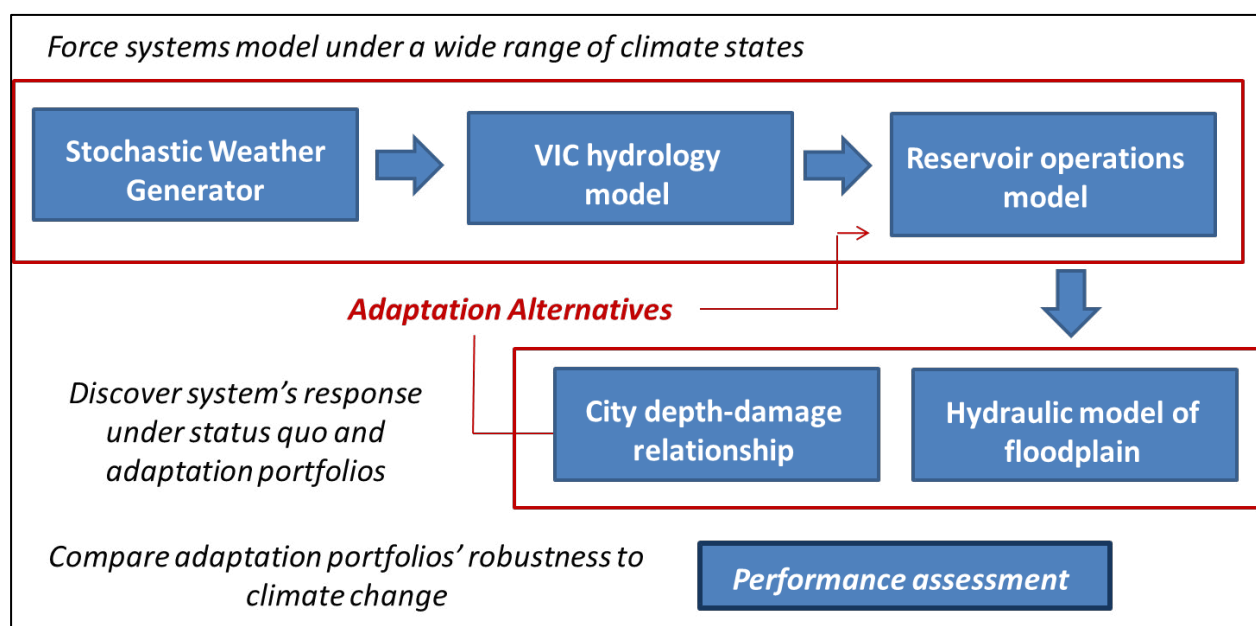 Force systems model under a wide range of climate states
Stochastic Weather
Generator
VIC hydrology
model
Reservoir operations
model
Adaptation Alternatives
Discover system’s response
under status quo and
adaptation portfolios
City depth-damage
relationship
Hydraulic model of
floodplain
Compare adaptation portfolios’ robustness to
climate change
Performance assessment